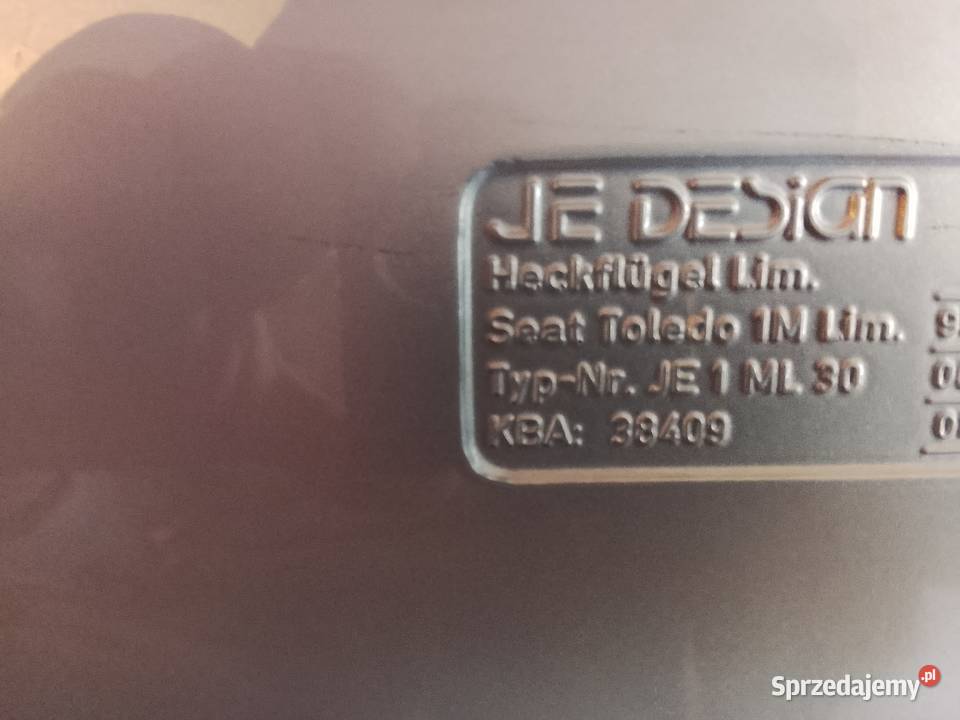 JE DESIGN
Heckflügel Lim.
Seat Toledo 1M Lim.
Typ-Nr. JE 1 ML 30
KBA: 38409
Sprzedajemy.pl